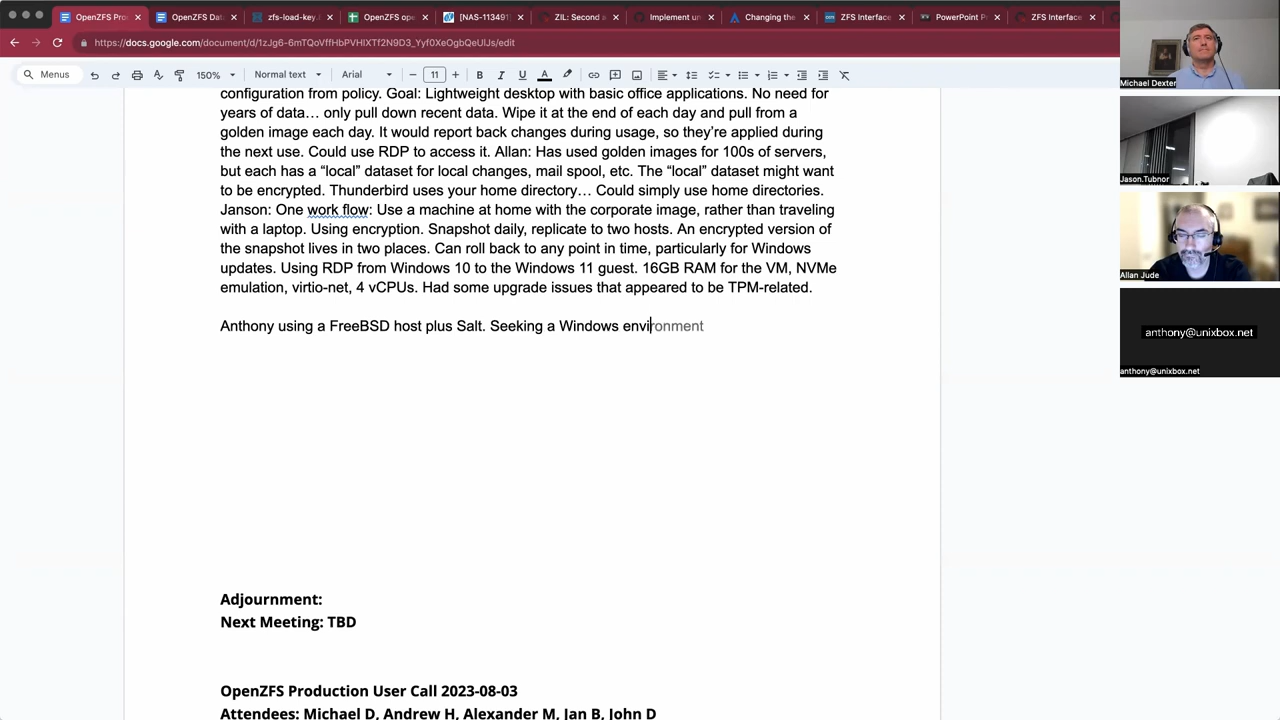 OpenZFS Pro
OpenZFS Dat
zfs-load-key.
OpenZFS ope
[NAS-113491]
ZIL: Second a
Implement un
Changing the
ZFS Interface
PowerPoint P
ZFS Interface
https://docs.google.com/document/d/1zJg6-6mTQoVffHbPVHIXTf2N9D3_Yyf0XeOgbQeUIJs/edit
Menus 150% Normal text Arial 11 B I U A
configuration from policy. Goal: Lightweight desktop with basic office applications. No need for
years of data… only pull down recent data. Wipe it at the end of each day and pull from a
golden image each day. It would report back changes during usage, so they're applied during
the next use. Could use RDP to access it. Allan: Has used golden images for 100s of servers,
but each has a "local" dataset for local changes, mail spool, etc. The "local" dataset might want
to be encrypted. Thunderbird uses your home directory… Could simply use home directories.
Janson: One work flow: Use a machine at home with the corporate image, rather than traveling
with a laptop. Using encryption. Snapshot daily, replicate to two hosts. An encrypted version of
the snapshot lives in two places. Can roll back to any point in time, particularly for Windows
updates. Using RDP from Windows 10 to the Windows 11 guest. 16GB RAM for the VM, NVMe
emulation, virtio-net, 4 vCPUs. Had some upgrade issues that appeared to be TPM-related.
Anthony using a FreeBSD host plus Salt. Seeking a Windows environment
Adjournment:
Next Meeting: TBD
OpenZFS Production User Call 2023-08-03
Attendees: Michael D, Andrew H, Alexander M, Jan B, John D
Michael Dexter
Jason.Tubnor
Allan Jude
anthony@unixbox.net
anthony@unixbox.net